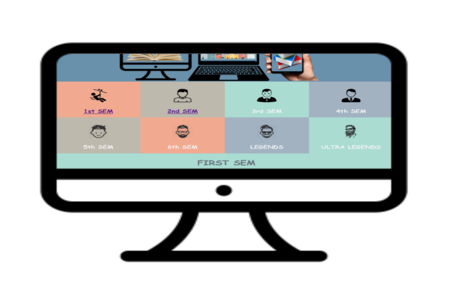 1st SEM
2nd SEM
3rd SEM
4th SEM
5th SEM
6th SEM
LEGENDS
ULTRA LEGENDS
FIRST SEM